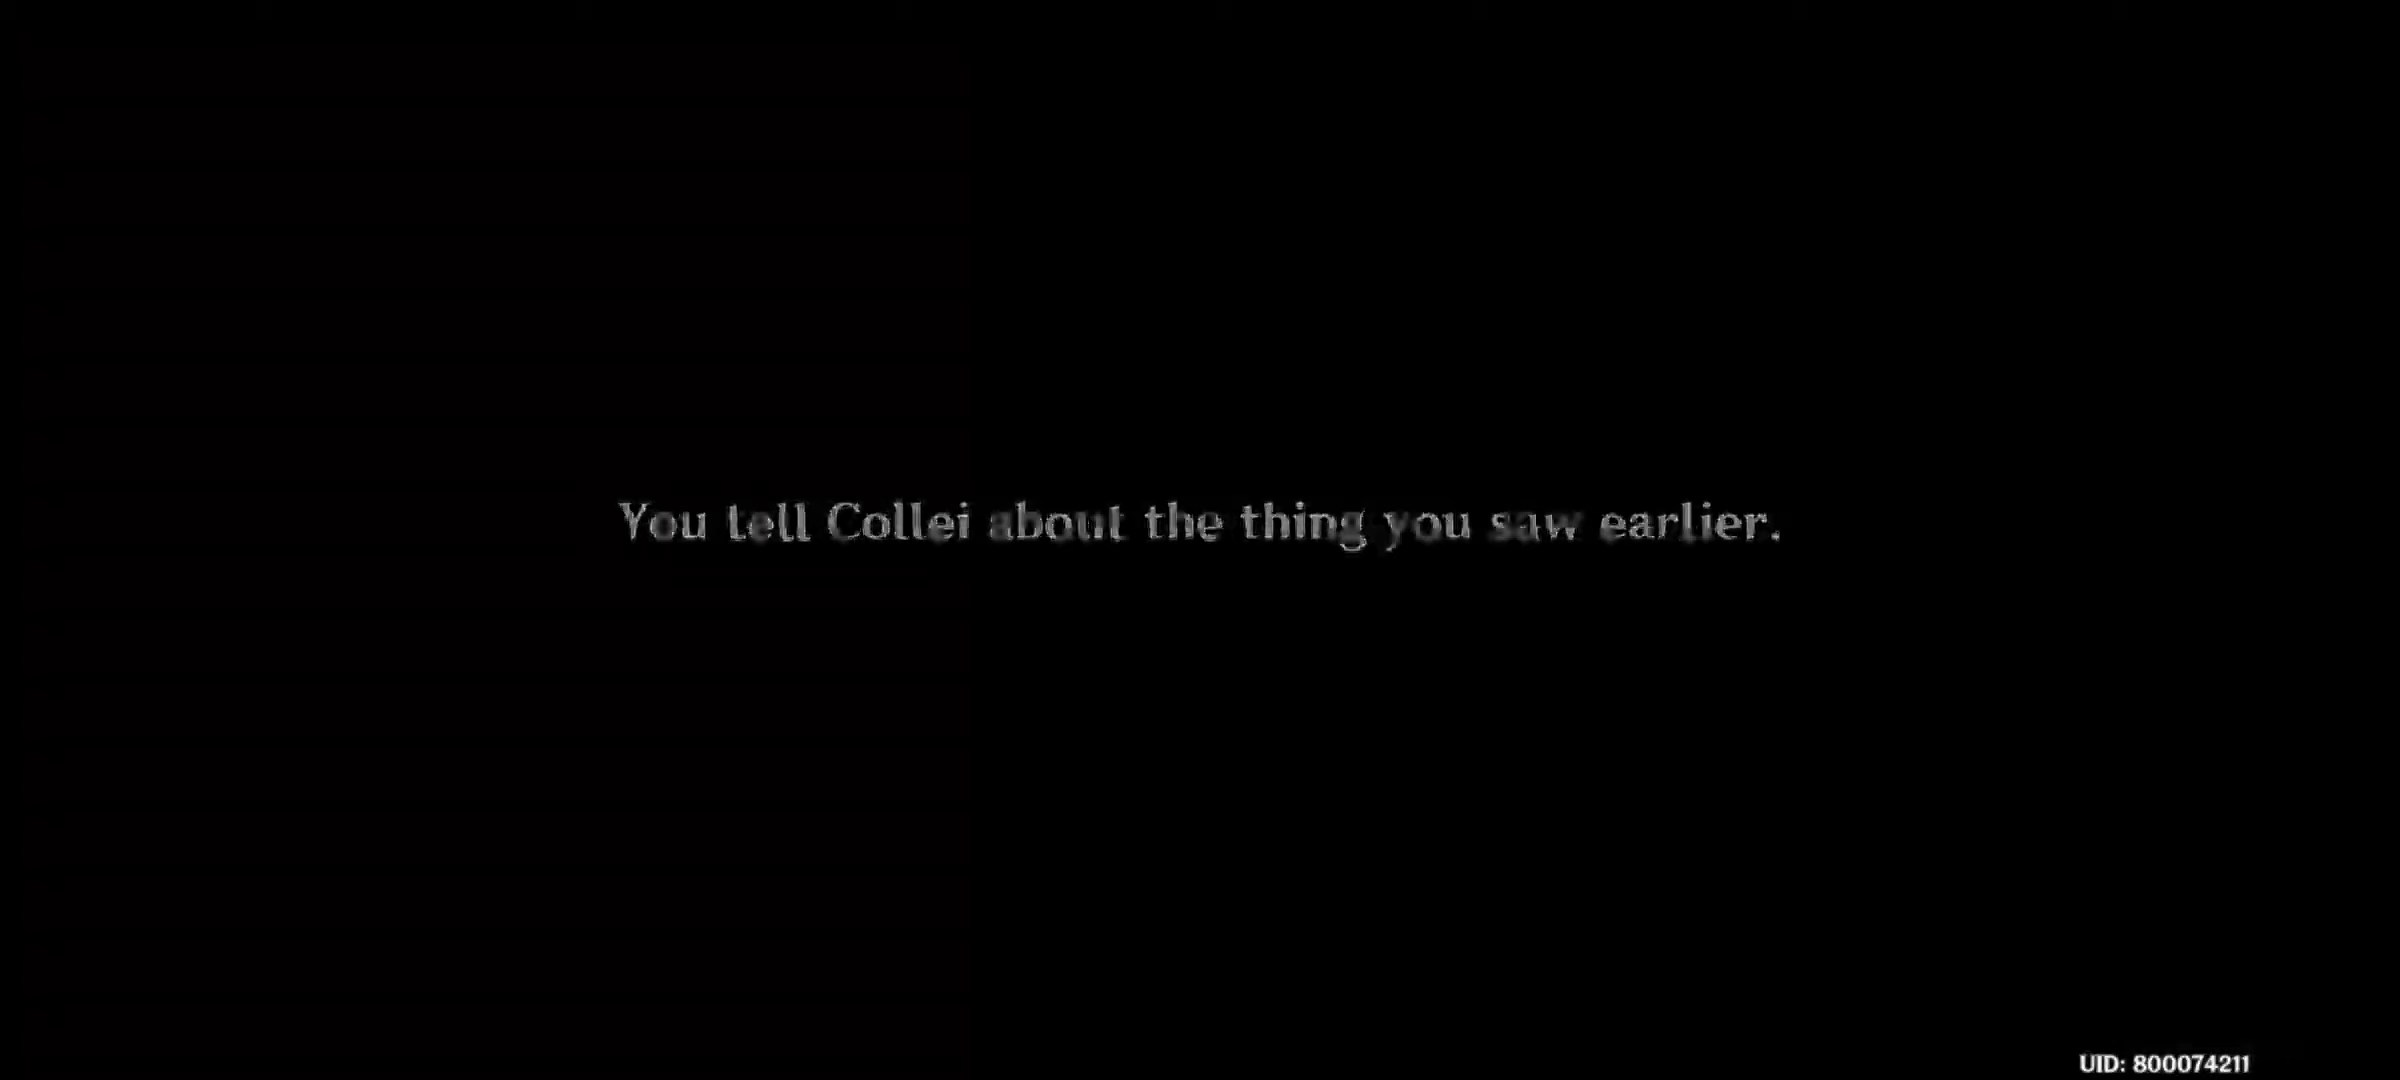 You tell Collei about the thing you saw earlier.
UID: 800074211